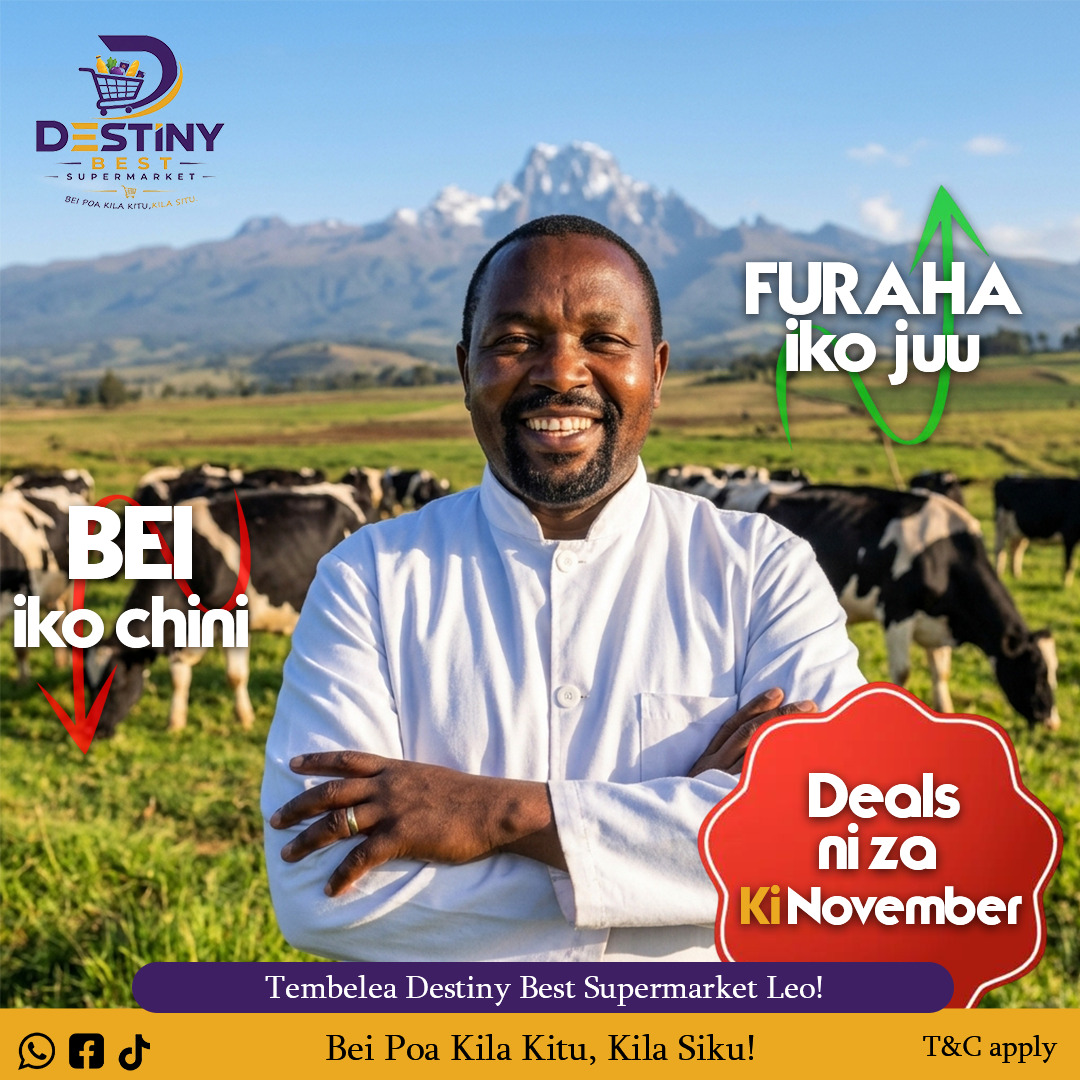 DESTINY
BEST
SUPERMARKET
BEI POA KILA KITU, KILA SITU.
FURAHA
iko juu
BEI
iko chini
Deals
ni za
KiNovember
Tembelea Destiny Best Supermarket Leo!
Bei Poa Kila Kitu, Kila Siku!
T&C apply